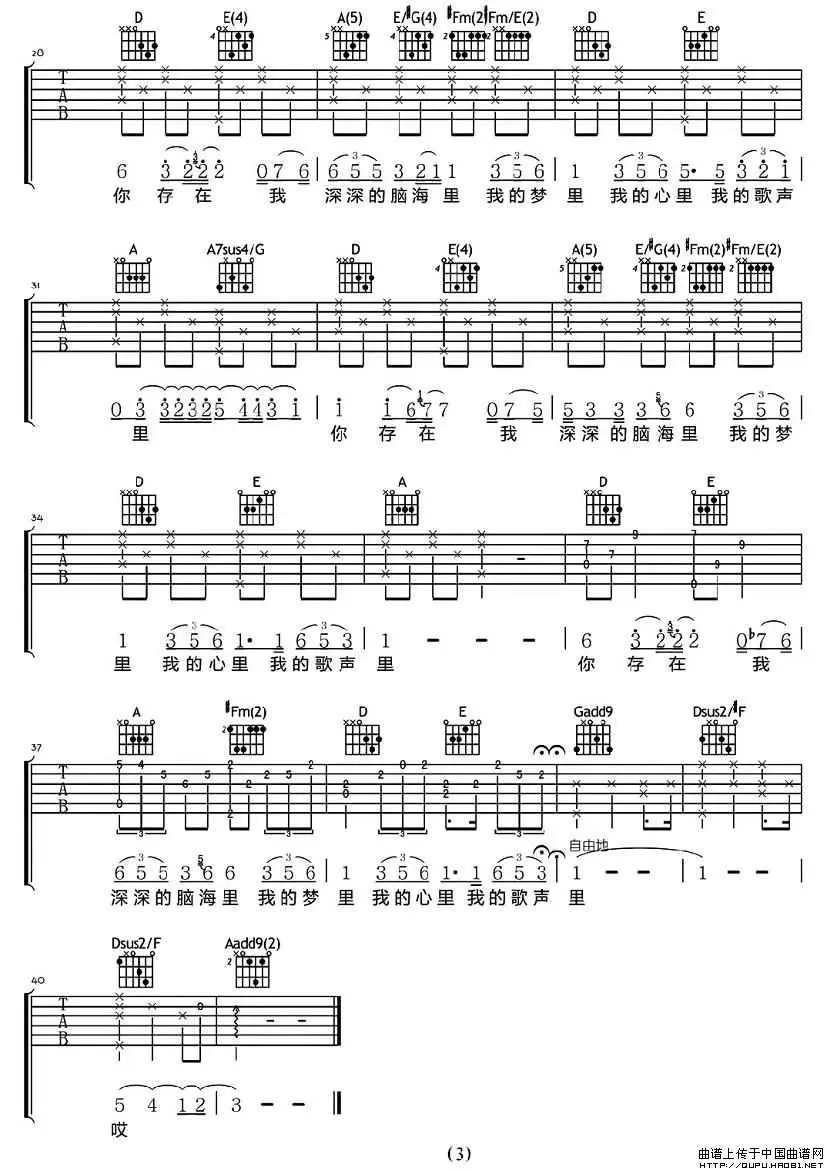 D E(4) A(5) E/#G(4) #Fm(2) #Fm/E(2) D E
28
T A B
6 3 2 2 2 0 7 6 | 6 5 5 3 2 1 1 3 5 6 | 1 3 5 6 5· 5 3 2 1
你 存 在 我 深深的脑海里 我的梦 里 我的心里我的歌声
A A7sus4/G D E(4) A(5) E/#G(4) #Fm(2) #Fm/E(2)
31
T A B
0 3 3 2 3 2 5 4 4 3 1 | 1 1 6 7 7 0 7 5 | 5 3 3 3 6 6 3 5 6
里 你 存 在 我 深深的脑海里 我的梦
D E A D E
34
T A B
1 3 5 6 1· 1 6 5 3 | 1 - - - | 6 3 2 2 2 0 b7 6
里 我的心里 我的歌声 里 你 存 在 我
A #Fm(2) D E Gadd9 Dsus2/#F
37
T A B
自由地
6 5 5 3 6 6 3 5 6 | 1 3 5 6 1· 1 6 5 3 | 1 - - | 1 - -
深深的脑海里 我的梦 里 我的心里我的歌声 里
Dsus2/F Aadd9(2)
40
T A B
5 4 1 2 | 3 - -
哎
(3)
曲谱上传于中国曲谱网
HTTP://QUPU.HAO81.NET